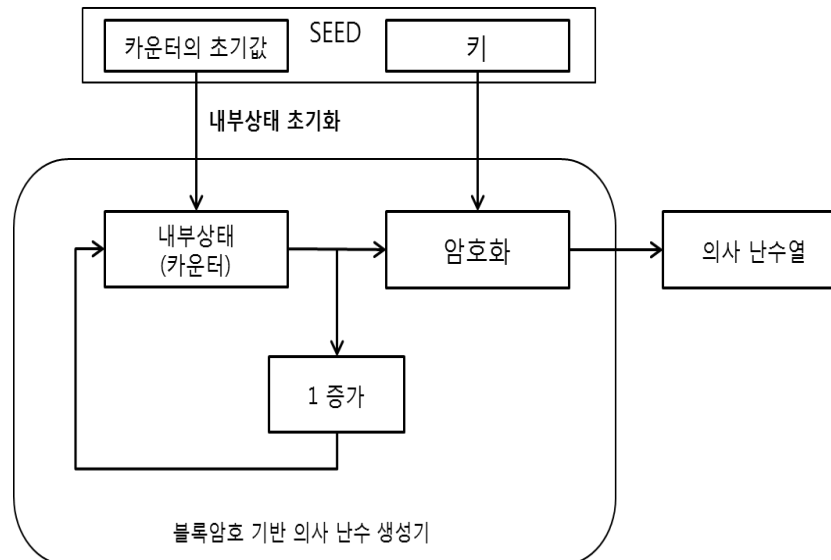 카운터의 초기값
SEED
키
내부상태 초기화
내부상태
(카운터)
암호화
의사 난수열
1 증가
블록암호 기반 의사 난수 생성기